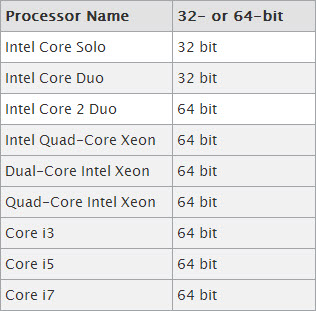 Processor Name 32- or 64-bit
Intel Core Solo 32 bit
Intel Core Duo 32 bit
Intel Core 2 Duo 64 bit
Intel Quad-Core Xeon 64 bit
Dual-Core Intel Xeon 64 bit
Quad-Core Intel Xeon 64 bit
Core i3 64 bit
Core i5 64 bit
Core i7 64 bit